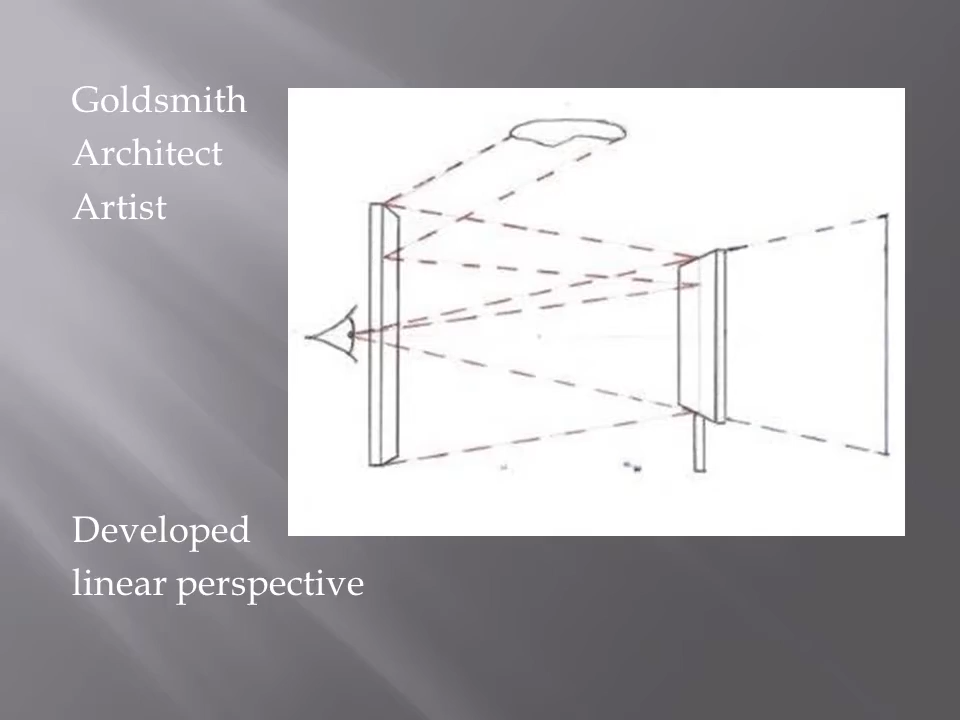 Goldsmith
Architect
Artist
Developed
linear perspective